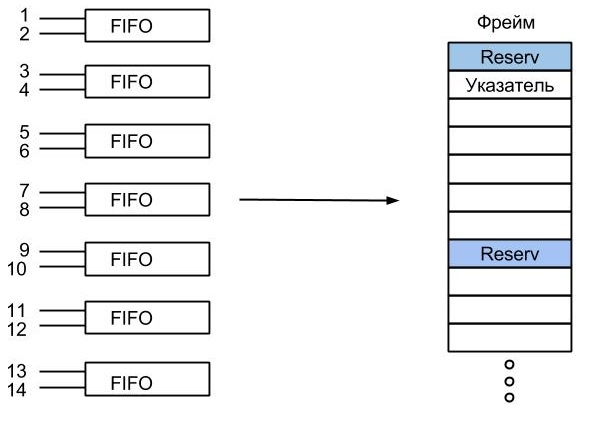 1
2
FIFO
3
4
FIFO
5
6
FIFO
7
8
FIFO
9
10
FIFO
11
12
FIFO
13
14
FIFO
Фрейм
Reserv
Указатель
Reserv